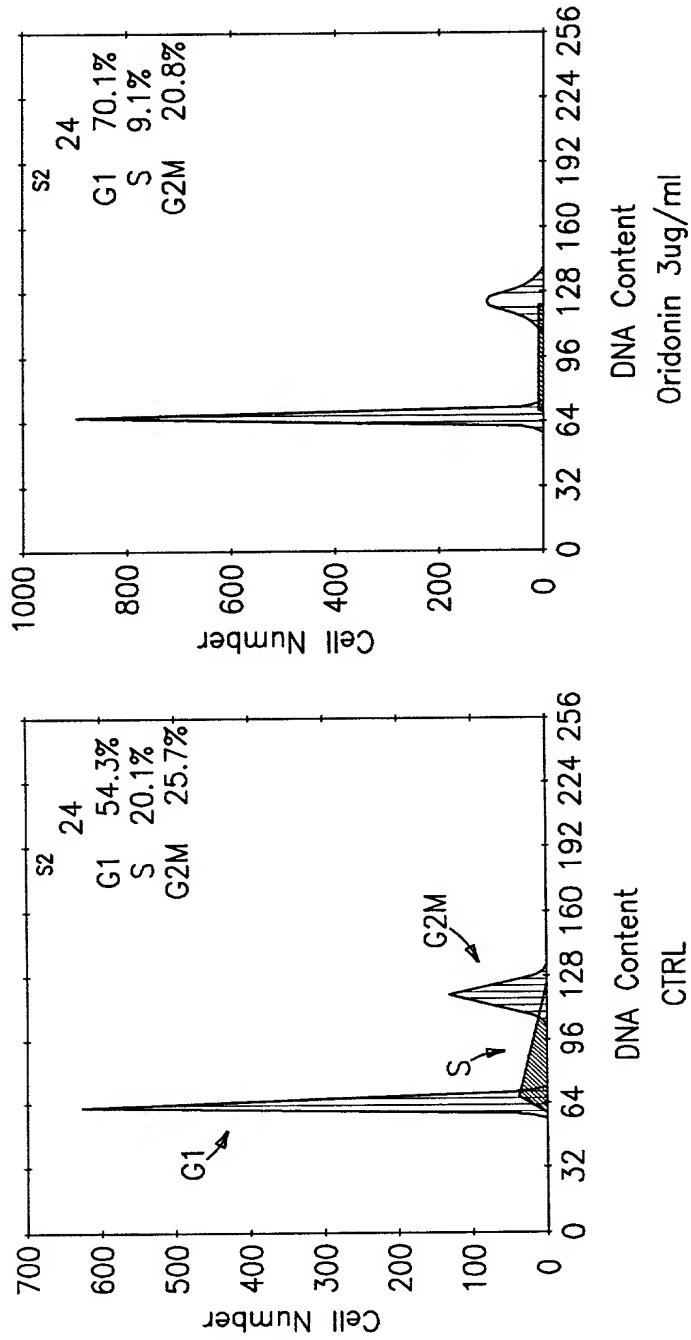 700
600
500
400
300
200
100
0
Cell Number
S2
24
G1 54.3%
S 20.1%
G2M 25.7%
G1
S
G2M
0 32 64 96 128 160 192 224 256
DNA Content
CTRL
1000
800
600
400
200
0
Cell Number
S2
24
G1 70.1%
S 9.1%
G2M 20.8%
0 32 64 96 128 160 192 224 256
DNA Content
Oridonin 3ug/ml